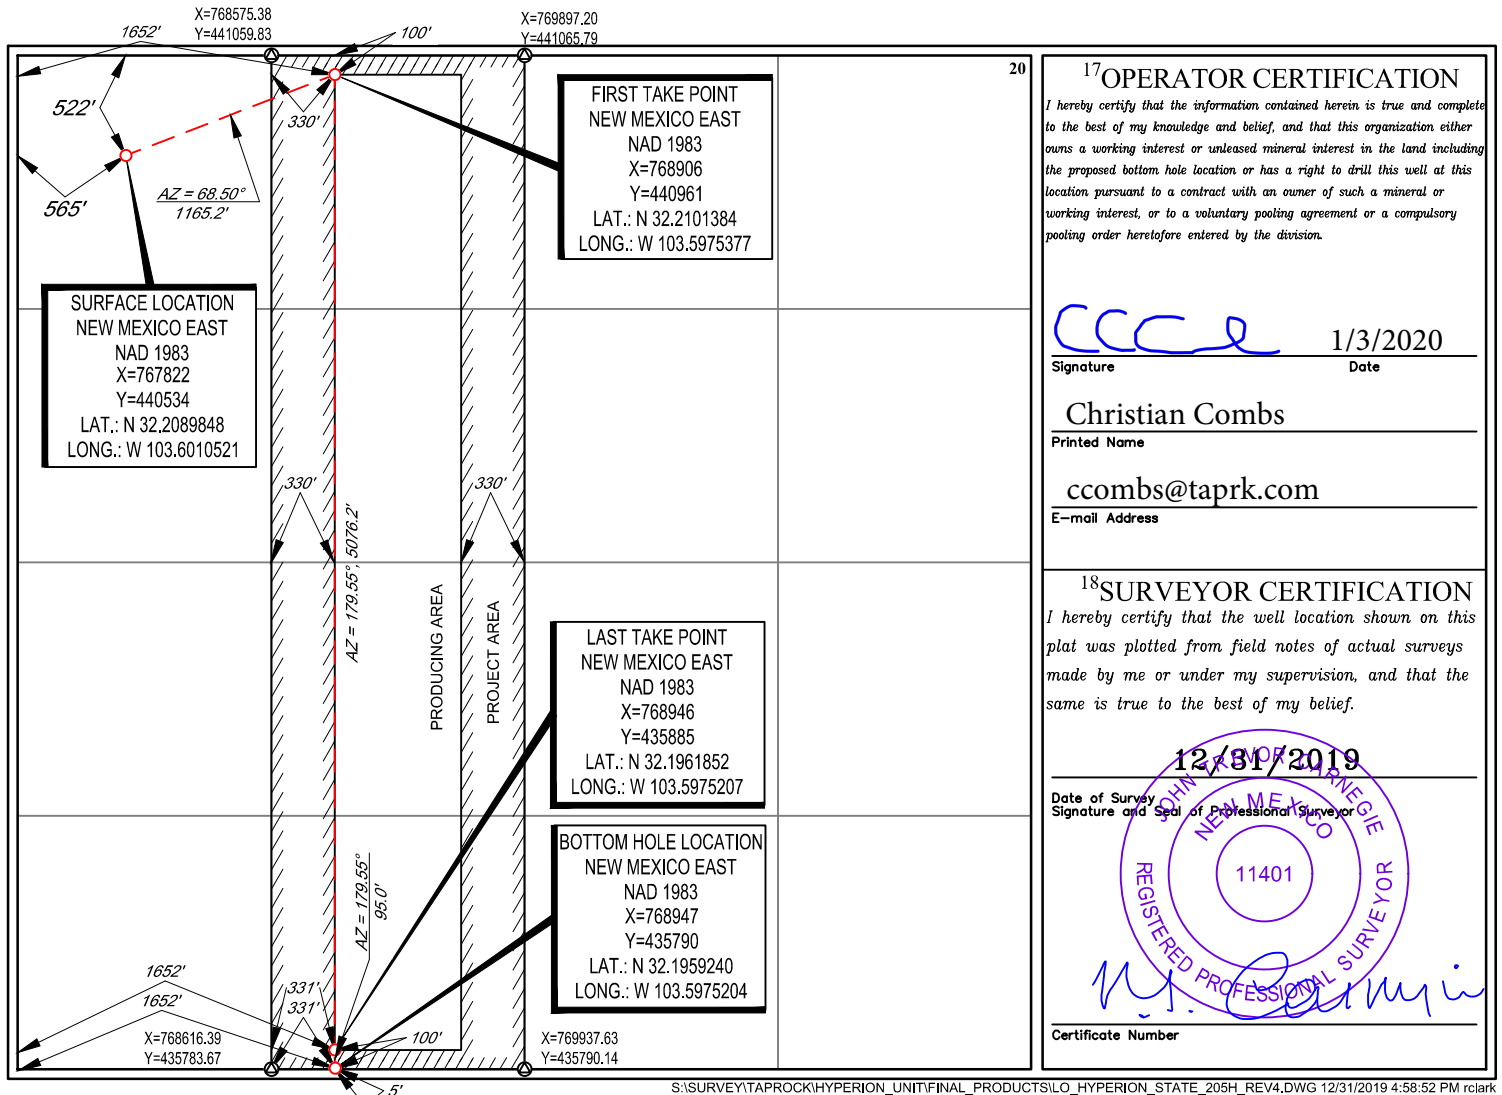 X=768575.38
Y=441059.83
X=769897.20
Y=441065.79
1652'
100'
20
522'
330'
565'
AZ = 68.50°
1165.2'
FIRST TAKE POINT
NEW MEXICO EAST
NAD 1983
X=768906
Y=440961
LAT.: N 32.2101384
LONG.: W 103.5975377
SURFACE LOCATION
NEW MEXICO EAST
NAD 1983
X=767822
Y=440534
LAT.: N 32.2089848
LONG.: W 103.6010521
330'
330'
AZ = 179.55°, 5076.2'
PRODUCING AREA
PROJECT AREA
LAST TAKE POINT
NEW MEXICO EAST
NAD 1983
X=768946
Y=435885
LAT.: N 32.1961852
LONG.: W 103.5975207
BOTTOM HOLE LOCATION
NEW MEXICO EAST
NAD 1983
X=768947
Y=435790
LAT.: N 32.1959240
LONG.: W 103.5975204
AZ = 179.55°
95.0'
1652'
1652'
331'
331'
X=768616.39
Y=435783.67
100'
X=769937.63
Y=435790.14
5'
17 OPERATOR CERTIFICATION
I hereby certify that the information contained herein is true and complete
to the best of my knowledge and belief, and that this organization either
owns a working interest or unleased mineral interest in the land including
the proposed bottom hole location or has a right to drill this well at this
location pursuant to a contract with an owner of such a mineral or
working interest, or to a voluntary pooling agreement or a compulsory
pooling order heretofore entered by the division.
1/3/2020
Signature Date
Christian Combs
Printed Name
ccombs@taprk.com
E-mail Address
18 SURVEYOR CERTIFICATION
I hereby certify that the well location shown on this
plat was plotted from field notes of actual surveys
made by me or under my supervision, and that the
same is true to the best of my belief.
12/31/2019
Date of Survey
Signature and Seal of Professional Surveyor
JOHN TREVOR CARNEGIE
NEW MEXICO
11401
REGISTERED PROFESSIONAL SURVEYOR
Certificate Number
S:\SURVEY\TAPROCK\HYPERION_UNIT\FINAL_PRODUCTS\LO_HYPERION_STATE_205H_REV4.DWG 12/31/2019 4:58:52 PM rclark